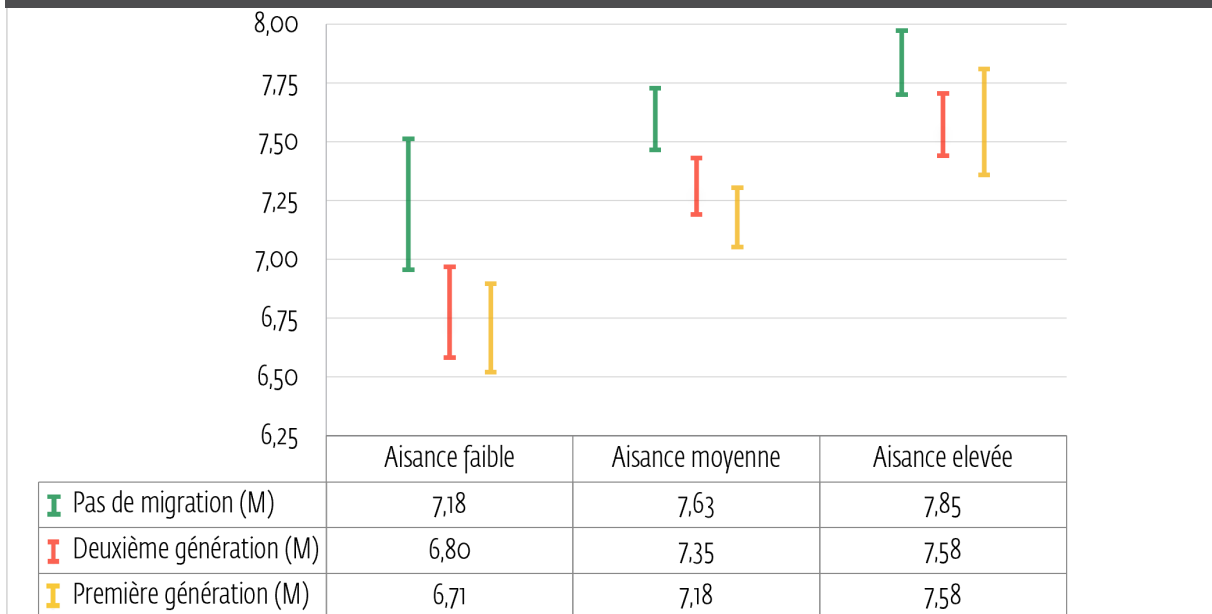 8,00
7,75
7,50
7,25
7,00
6,75
6,50
6,25
Aisance faible Aisance moyenne Aisance elevée
Pas de migration (M) 7,18 7,63 7,85
Deuxième génération (M) 6,80 7,35 7,58
Première génération (M) 6,71 7,18 7,58